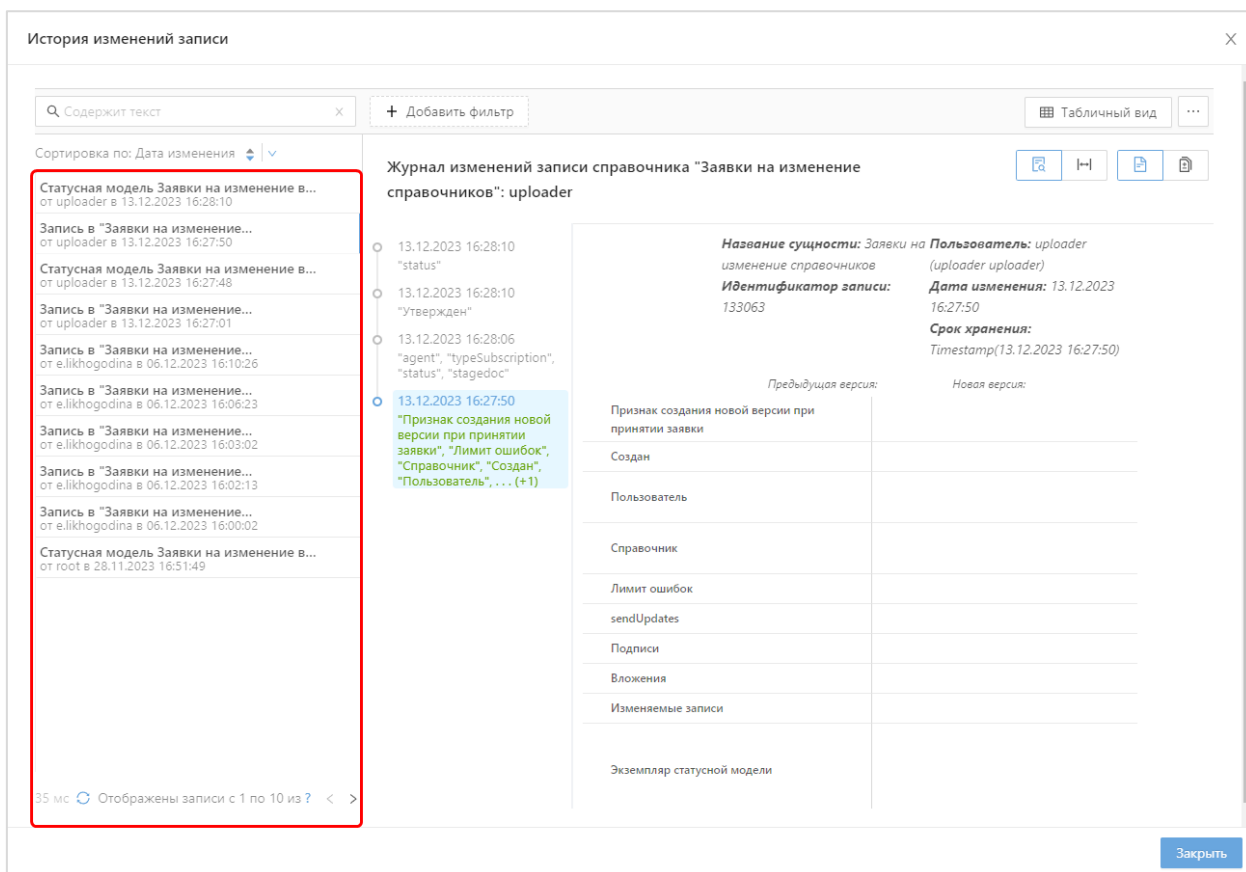 История изменений записи
Содержит текст
Добавить фильтр
Табличный вид
Сортировка по: Дата изменения
Статусная модель Заявки на изменение в...
от uploader в 13.12.2023 16:28:10
Запись в "Заявки на изменение...
от uploader в 13.12.2023 16:27:50
Статусная модель Заявки на изменение в...
от uploader в 13.12.2023 16:27:48
Запись в "Заявки на изменение...
от uploader в 13.12.2023 16:27:01
Запись в "Заявки на изменение...
от e.likhogodina в 06.12.2023 16:10:26
Запись в "Заявки на изменение...
от e.likhogodina в 06.12.2023 16:06:23
Запись в "Заявки на изменение...
от e.likhogodina в 06.12.2023 16:03:02
Запись в "Заявки на изменение...
от e.likhogodina в 06.12.2023 16:02:13
Запись в "Заявки на изменение...
от e.likhogodina в 06.12.2023 16:00:02
Статусная модель Заявки на изменение в...
от root в 28.11.2023 16:51:49
35 мс Отображены записи с 1 по 10 из ? < >
Журнал изменений записи справочника "Заявки на изменение
справочников": uploader
13.12.2023 16:28:10
"status"
13.12.2023 16:28:10
"Утвержден"
13.12.2023 16:28:06
"agent", "typeSubscription",
"status", "stagedoc"
13.12.2023 16:27:50
"Признак создания новой
версии при принятии
заявки", "Лимит ошибок",
"Справочник", "Создан",
"Пользователь", . . . (+1)
Название сущности: Заявки на
изменение справочников
Идентификатор записи:
133063
Пользователь: uploader
(uploader uploader)
Дата изменения: 13.12.2023
16:27:50
Срок хранения:
Timestamp(13.12.2023 16:27:50)
Предыдущая версия:
Новая версия:
Признак создания новой версии при
принятии заявки
Создан
Пользователь
Справочник
Лимит ошибок
sendUpdates
Подписи
Вложения
Изменяемые записи
Экземпляр статусной модели
Закрыть